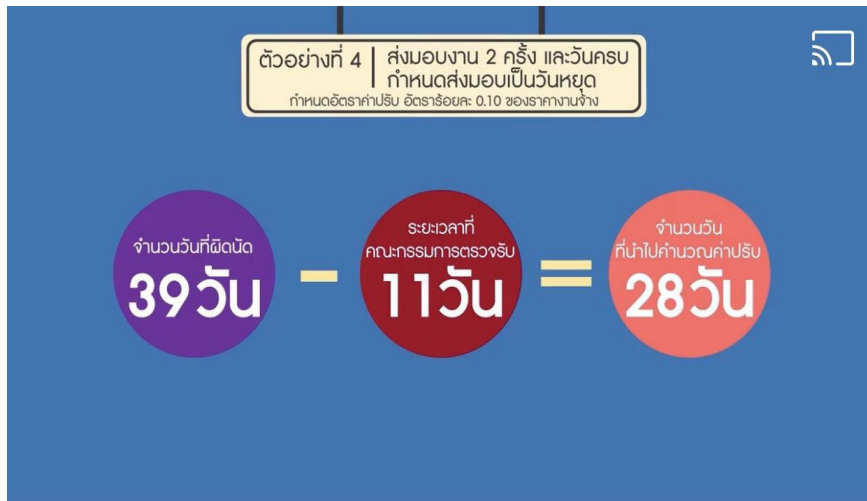 ตัวอย่างที่ 4
ส่งมอบงาน 2 ครั้ง และวันครบ
กำหนดส่งมอบเป็นวันหยุด
กำหนดอัตราค่าปรับ อัตราร้อยละ 0.10 ของราคางานจ้าง
จำนวนวันที่ผิดนัด
39 วัน
ระยะเวลาที่
คณะกรรมการตรวจรับ
11 วัน
จำนวนวัน
ที่นำไปคำนวณค่าปรับ
28 วัน